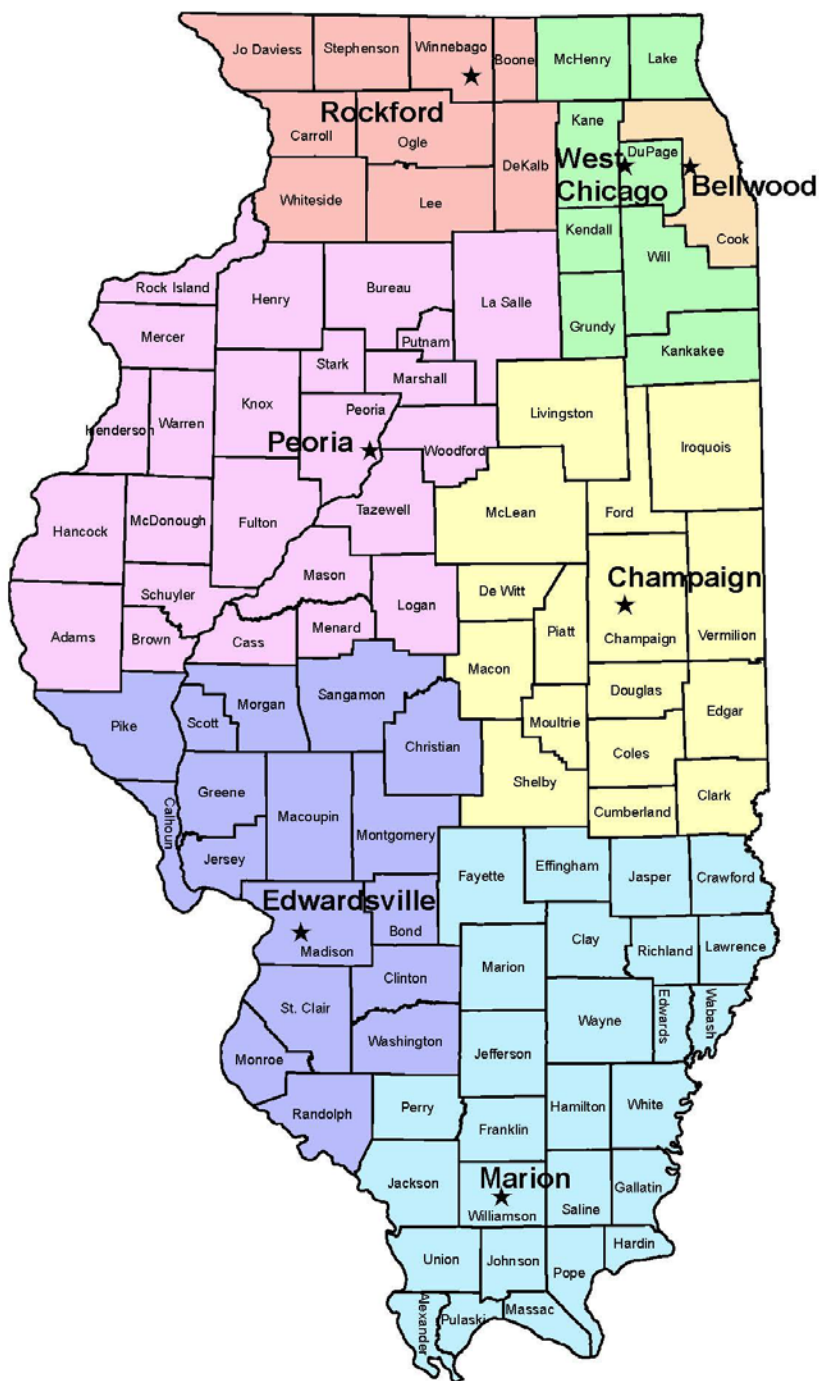 Jo Daviess
Stephenson
Winnebago
Boone
McHenry
Lake
Rockford
Carroll
Ogle
DeKalb
Kane
DuPage
West
Chicago
Bellwood
Whiteside
Lee
Kendall
Cook
Will
Rock Island
Henry
Bureau
La Salle
Grundy
Mercer
Putnam
Kankakee
Stark
Marshall
Knox
Peoria
Livingston
Henderson
Warren
Peoria
Woodford
Iroquois
Hancock
McDonough
Fulton
Tazewell
McLean
Ford
Mason
Champaign
Schuyler
De Witt
Logan
Adams
Brown
Cass
Menard
Piatt
Champaign
Vermilion
Macon
Sangamon
Douglas
Pike
Scott
Morgan
Moultrie
Edgar
Christian
Coles
Shelby
Greene
Clark
Calhoun
Macoupin
Montgomery
Cumberland
Jersey
Fayette
Effingham
Jasper
Crawford
Edwardsville
Bond
Madison
Clay
Richland
Lawrence
Marion
Clinton
St. Clair
Wayne
Edwards
Wabash
Washington
Jefferson
Monroe
Randolph
Perry
Hamilton
White
Franklin
Marion
Jackson
Williamson
Saline
Gallatin
Hardin
Union
Johnson
Pope
Alexander
Pulaski
Massac